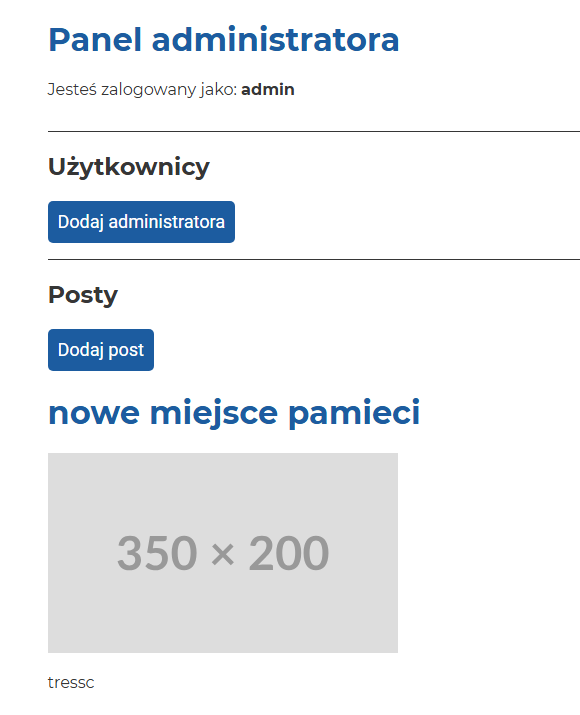 Panel administratora
Jesteś zalogowany jako: admin
Użytkownicy
Dodaj administratora
Posty
Dodaj post
nowe miejsce pamieci
350 × 200
tressc